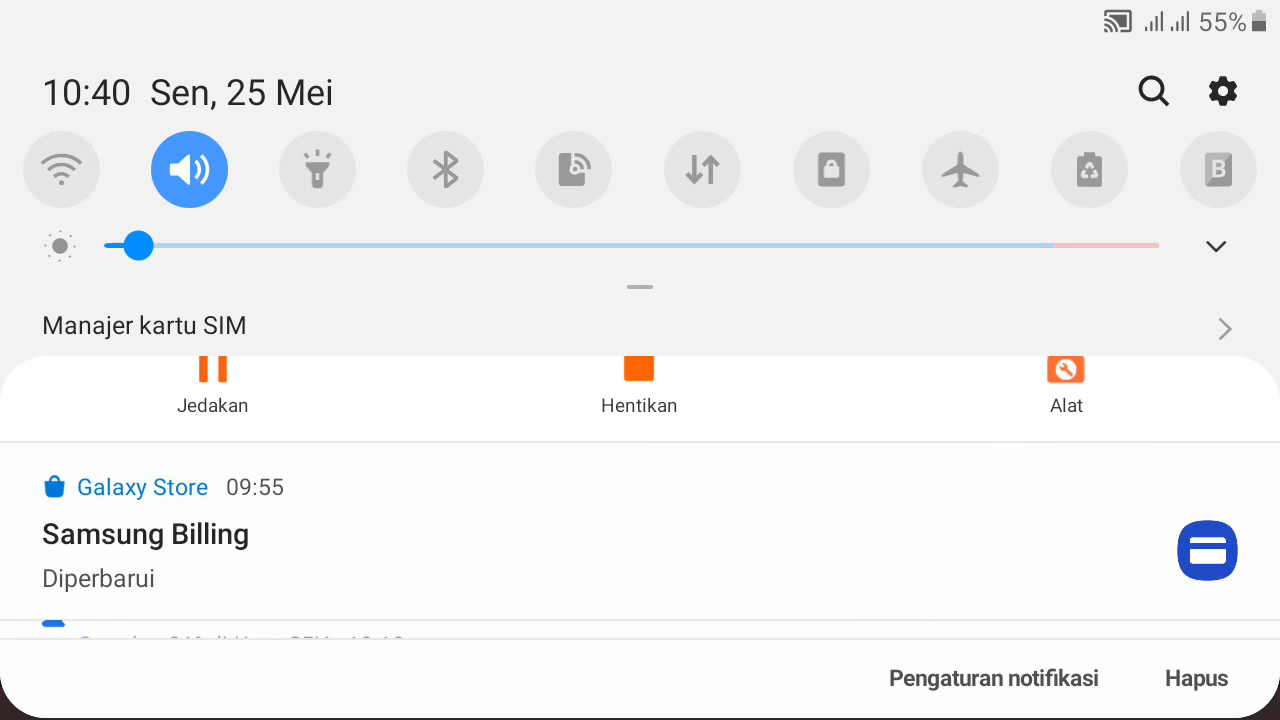 55%
10:40 Sen, 25 Mei
Manajer kartu SIM
Jedakan Hentikan Alat
Galaxy Store 09:55
Samsung Billing
Diperbarui
Pengaturan notifikasi Hapus